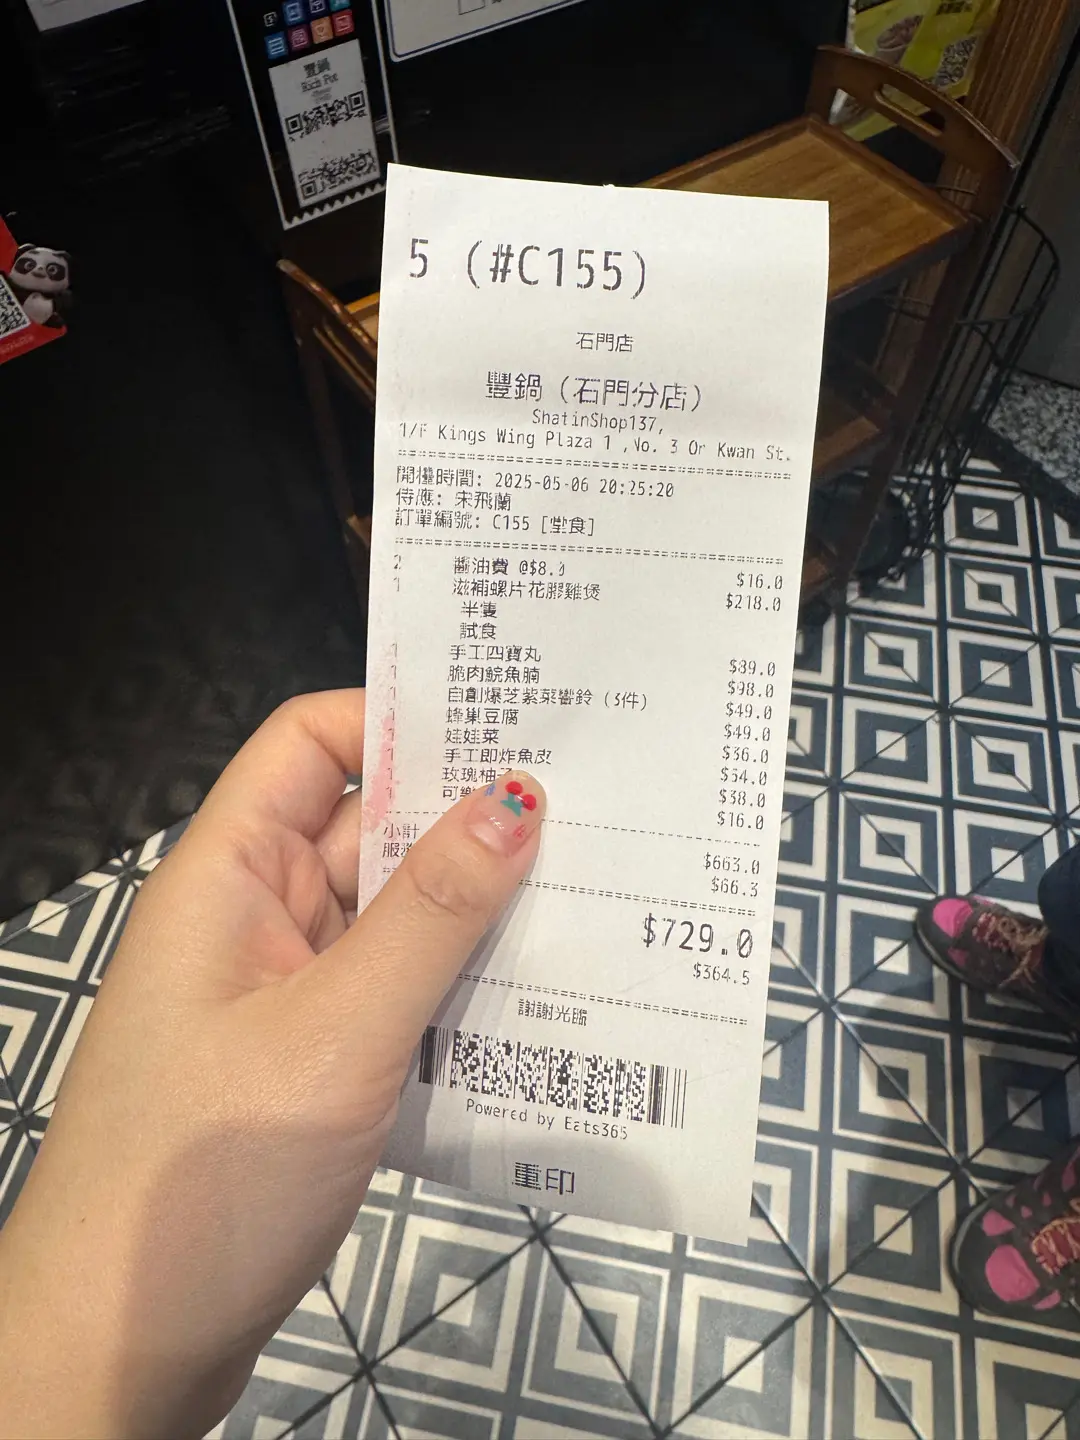 豐鍋
Rich Pot
5 (#C155)
石門店
豐鍋 (石門分店)
ShatinShop137,
1/F Kings Wing Plaza 1 ,No. 3 On Kwan St.
開檯時間: 2025-05-06 20:25:20
侍應: 宋飛蘭
訂單編號: C155 [堂食]
2 醬油費 @$8.0 $16.0
1 滋補螺片花膠雞煲 $218.0
半隻
試食
1 手工四寶丸 $89.0
1 脆肉鯇魚腩 $98.0
1 自創爆芝紫菜響鈴 (3件) $49.0
1 蜂巢豆腐 $49.0
1 娃娃菜 $36.0
1 手工即炸魚皮 $54.0
1 玫瑰柚子 $38.0
1 可樂 $16.0
小計 $663.0
服務 $66.3
$729.0
$364.5
謝謝光臨
Powered by Eats365
重印